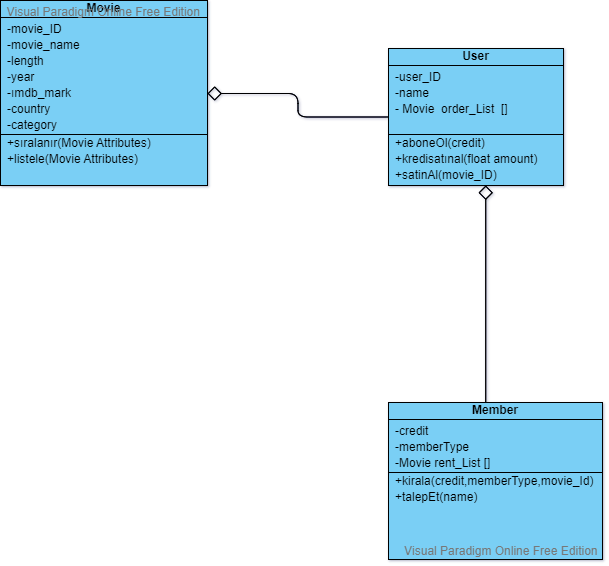 Movie
Visual Paradigm Online Free Edition
-movie_ID
-movie_name
-length
-year
-ımdb_mark
-country
-category
+sıralanır(Movie Attributes)
+listele(Movie Attributes)
User
-user_ID
-name
- Movie order_List []
+aboneOl(credit)
+kredisatınal(float amount)
+satinAl(movie_ID)
Member
-credit
-memberType
-Movie rent_List []
+kirala(credit,memberType,movie_Id)
+talepEt(name)
Visual Paradigm Online Free Edition